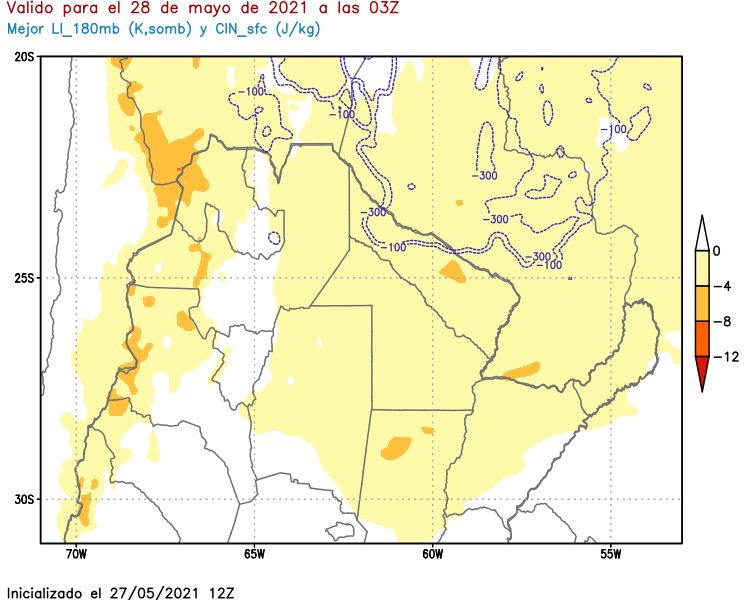 Valido para el 28 de mayo de 2021 a las 03Z
Mejor LI_180mb (K,somb) y CIN_sfc (J/kg)
20S
-100
-100
-100
-300
-300
-300
-100
-300
-100
0
-4
-8
-12
25S
30S
70W 65W 60W 55W
Inicializado el 27/05/2021 12Z